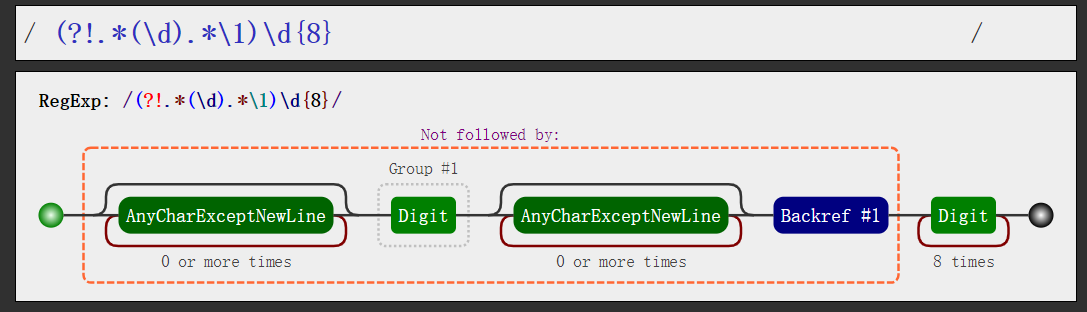 / (?!.*(\d).*\1)\d{8} /
RegExp: /(?!.*(\d).*\1)\d{8}/
Not followed by:
Group #1
AnyCharExceptNewLine Digit AnyCharExceptNewLine Backref #1 Digit
0 or more times 0 or more times 8 times